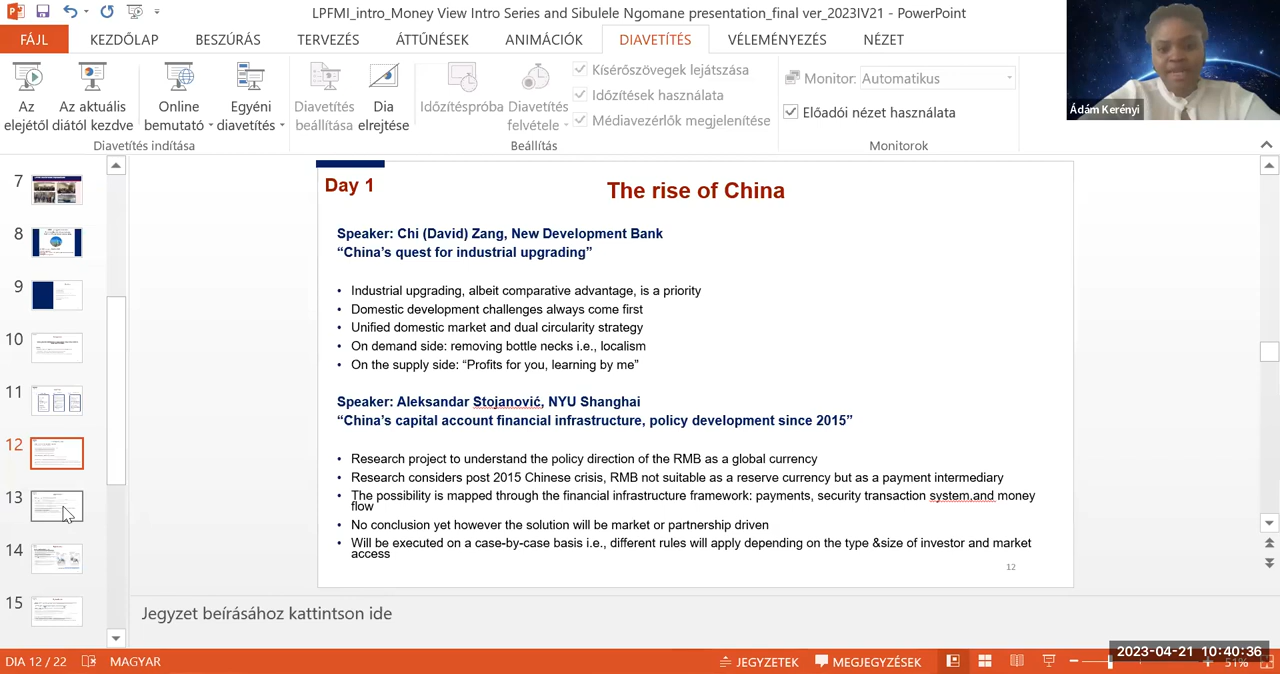 LPFMI_intro_Money View Intro Series and Sibulele Ngomane presentation_final ver_2023IV21 - PowerPoint
FÁJL KEZDŐLAP BESZÚRÁS TERVEZÉS ÁTTŰNÉSEK ANIMÁCIÓK DIAVETÍTÉS VÉLEMÉNYEZÉS NÉZET
Az elejétől
Az aktuális diától kezdve
Online bemutató
Egyéni diavetítés
Diavetítés indítása
Diavetítés beállítása
Dia elrejtése
Időzítéspróba
Diavetítés felvétele
Kísérőszövegek lejátszása
Időzítések használata
Médiavezérlők megjelenítése
Beállítás
Monitor: Automatikus
Előadói nézet használata
Monitorok
Ádám Kerényi
7
8
9
10
11
12
13
14
15
Day 1
The rise of China
Speaker: Chi (David) Zang, New Development Bank
“China’s quest for industrial upgrading”
• Industrial upgrading, albeit comparative advantage, is a priority
• Domestic development challenges always come first
• Unified domestic market and dual circularity strategy
• On demand side: removing bottle necks i.e., localism
• On the supply side: “Profits for you, learning by me”
Speaker: Aleksandar Stojanović, NYU Shanghai
“China’s capital account financial infrastructure, policy development since 2015”
• Research project to understand the policy direction of the RMB as a global currency
• Research considers post 2015 Chinese crisis, RMB not suitable as a reserve currency but as a payment intermediary
• The possibility is mapped through the financial infrastructure framework: payments, security transaction system,and money
flow
• No conclusion yet however the solution will be market or partnership driven
• Will be executed on a case-by-case basis i.e., different rules will apply depending on the type &size of investor and market
access
12
Jegyzet beírásához kattintson ide
DIA 12 / 22 MAGYAR JEGYZETEK MEGJEGYZÉSEK 51%
2023-04-21 10:40:36